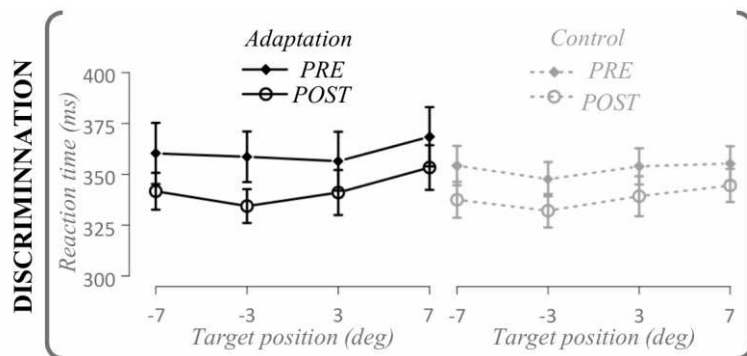 DISCRIMINNATION
Adaptation
PRE
POST
Control
PRE
POST
Reaction time (ms)
400
375
350
325
300
-7 -3 3 7
-7 -3 3 7
Target position (deg)
Target position (deg)